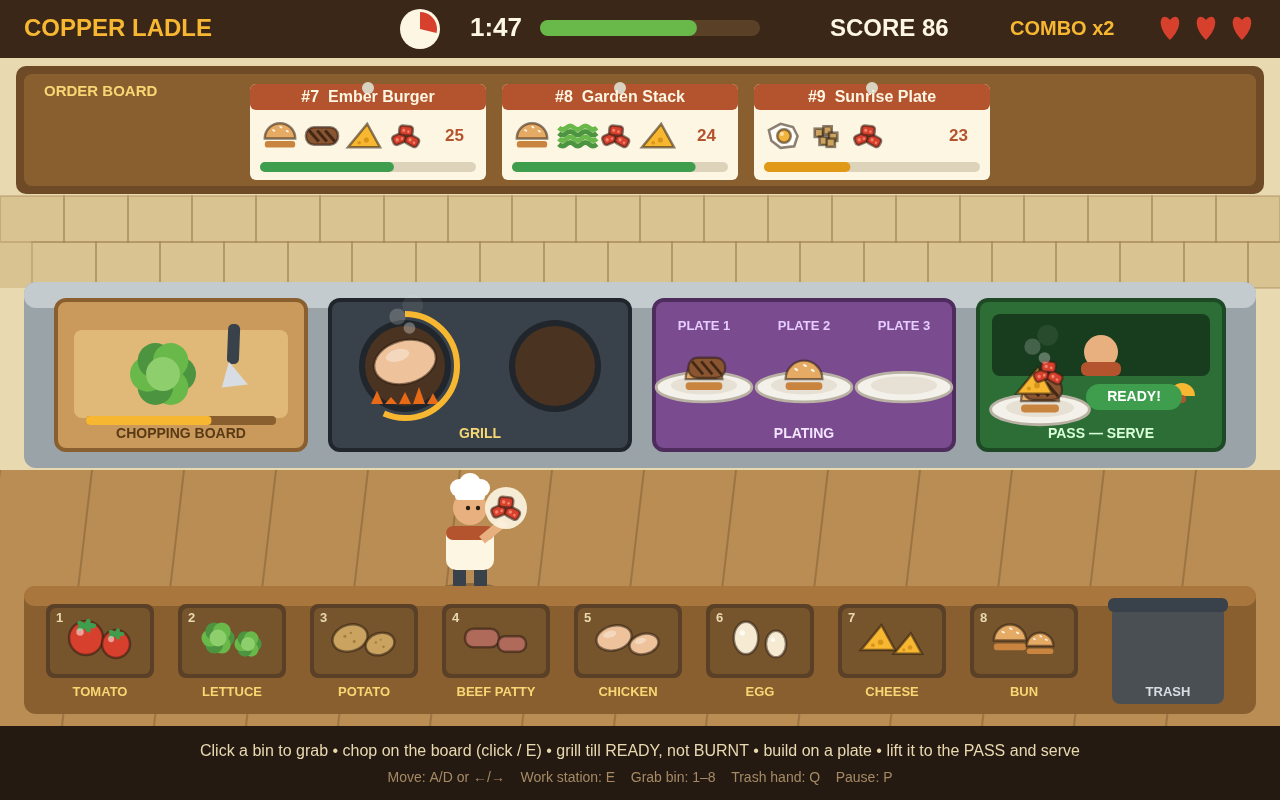 COPPER LADLE
1:47
SCORE 86
COMBO x2
ORDER BOARD
#7 Ember Burger
25
#8 Garden Stack
24
#9 Sunrise Plate
23
CHOPPING BOARD
GRILL
PLATE 1
PLATE 2
PLATE 3
PLATING
READY!
PASS — SERVE
1
TOMATO
2
LETTUCE
3
POTATO
4
BEEF PATTY
5
CHICKEN
6
EGG
7
CHEESE
8
BUN
TRASH
Click a bin to grab • chop on the board (click / E) • grill till READY, not BURNT • build on a plate • lift it to the PASS and serve
Move: A/D or ←/→ Work station: E Grab bin: 1–8 Trash hand: Q Pause: P